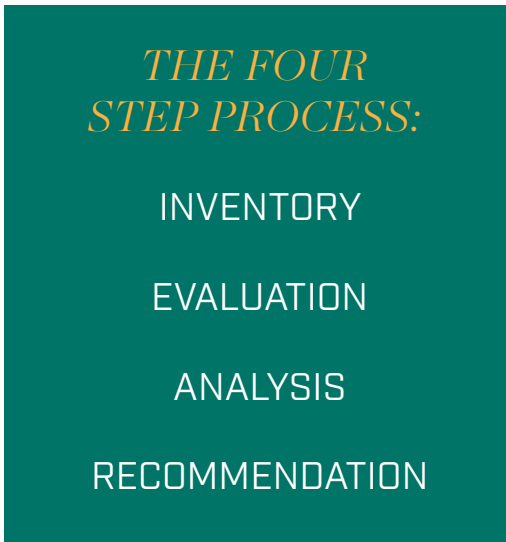 THE FOUR
STEP PROCESS:
INVENTORY
EVALUATION
ANALYSIS
RECOMMENDATION